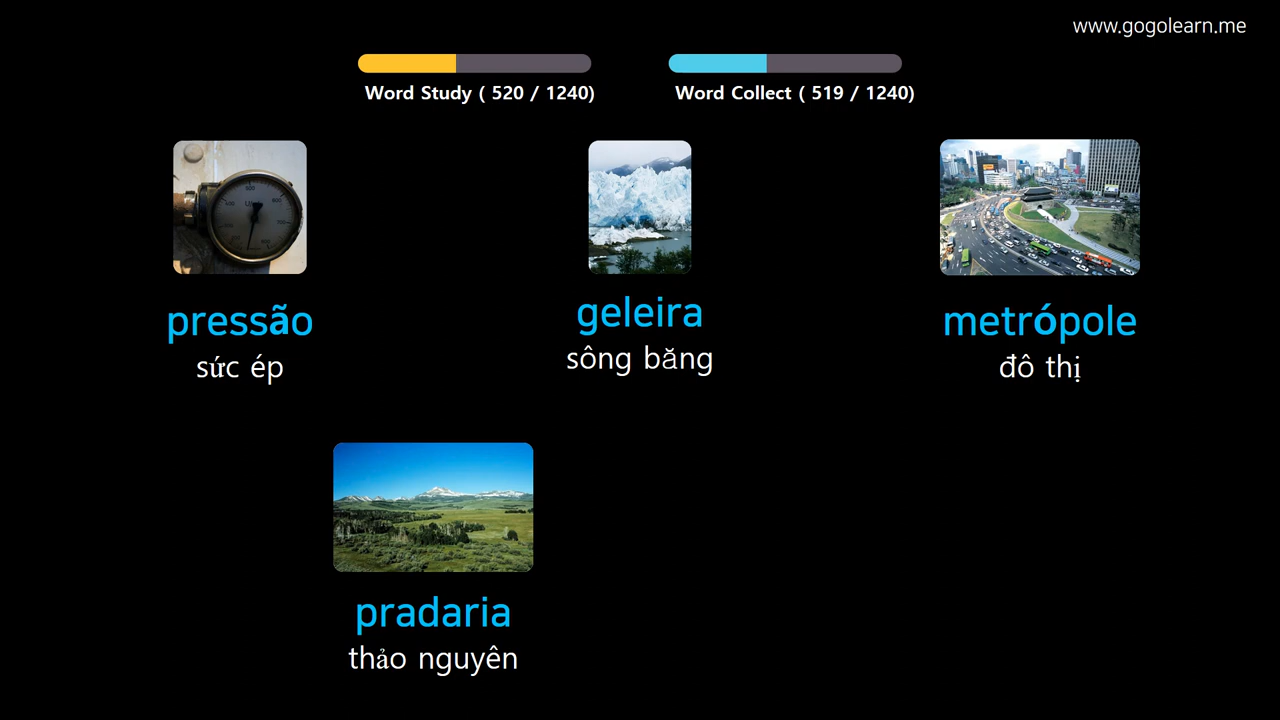 www.gogolearn.me
Word Study ( 520 / 1240)
Word Collect ( 519 / 1240)
pressão
sức ép
geleira
sông băng
metrópole
đô thị
pradaria
thảo nguyên